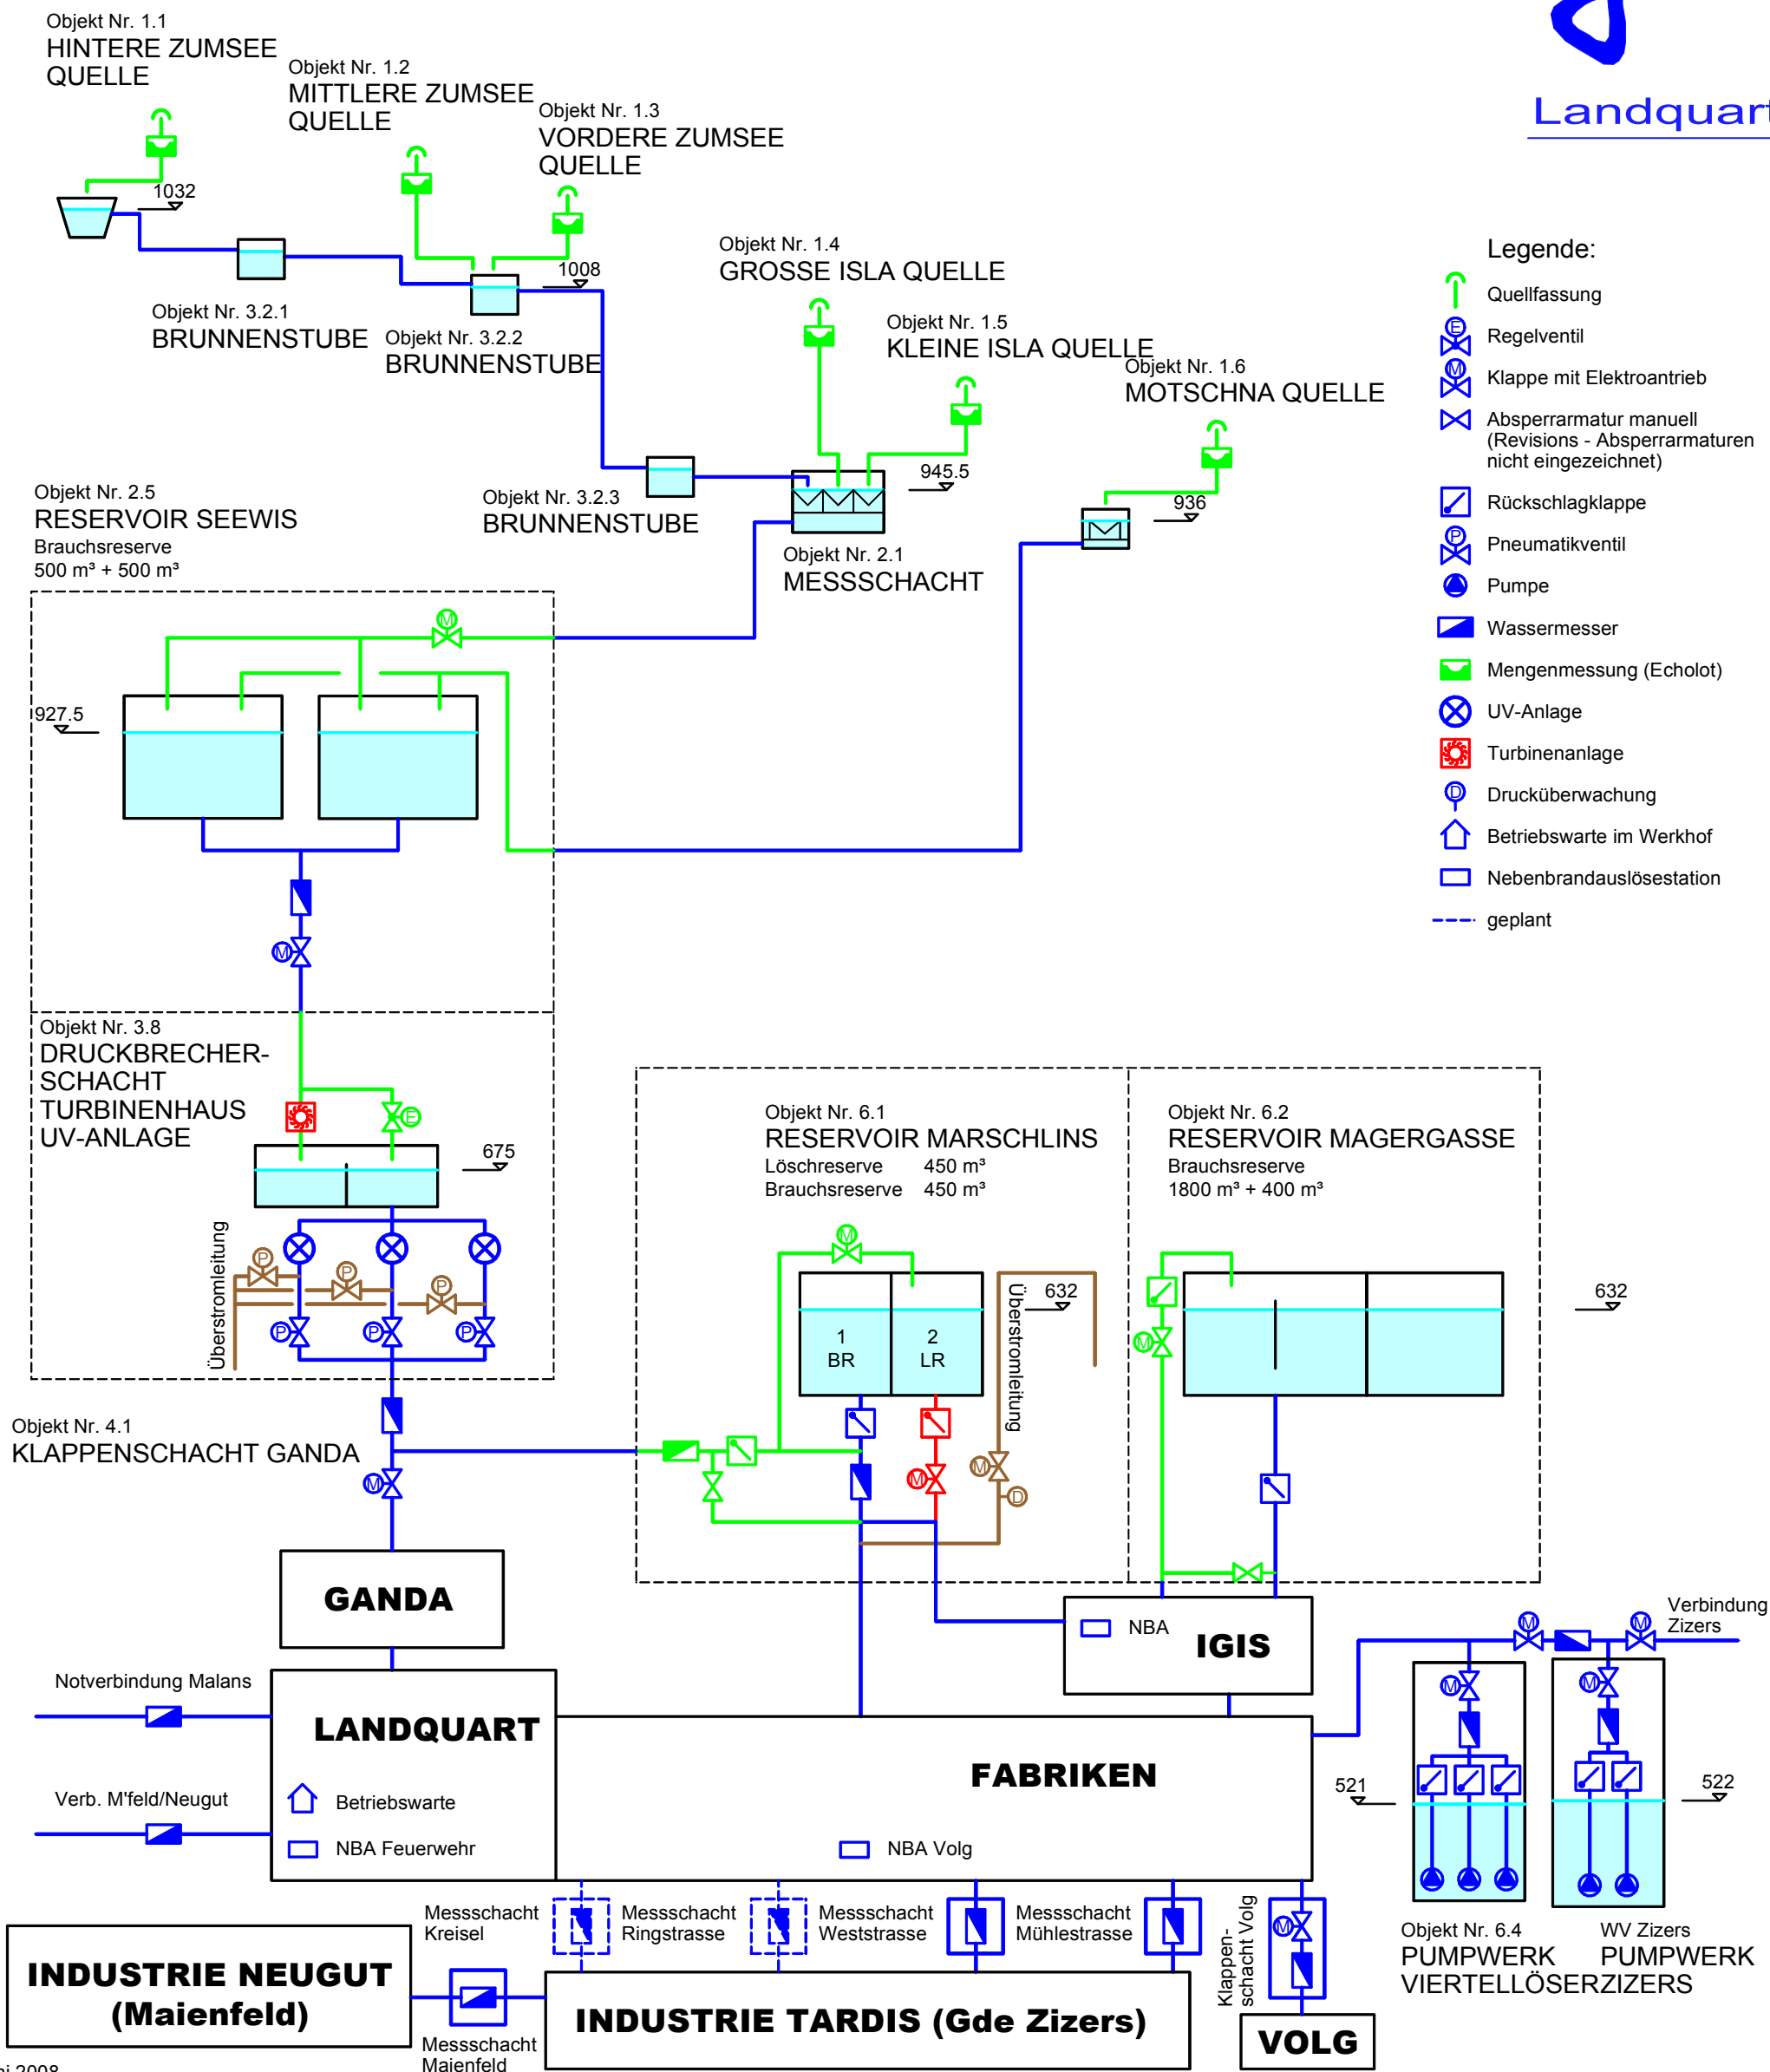 Objekt Nr. 1.1
HINTERE ZUMSEE
QUELLE
Objekt Nr. 1.2
MITTLERE ZUMSEE
QUELLE
Objekt Nr. 1.3
VORDERE ZUMSEE
QUELLE
Landquart
1032
1008
Objekt Nr. 3.2.1
BRUNNENSTUBE
Objekt Nr. 3.2.2
BRUNNENSTUBE
Objekt Nr. 1.4
GROSSE ISLA QUELLE
Objekt Nr. 1.5
KLEINE ISLA QUELLE
Objekt Nr. 1.6
MOTSCHNA QUELLE
945.5
936
Objekt Nr. 3.2.3
BRUNNENSTUBE
Objekt Nr. 2.1
MESSSCHACHT
Legende:
Quellfassung
E
Regelventil
M
Klappe mit Elektroantrieb
Absperrarmatur manuell
(Revisions - Absperrarmaturen
nicht eingezeichnet)
Rückschlagklappe
P
Pneumatikventil
Pumpe
Wassermesser
Mengenmessung (Echolot)
UV-Anlage
Turbinenanlage
D
Drucküberwachung
Betriebswarte im Werkhof
Nebenbrandauslösestation
geplant
Objekt Nr. 2.5
RESERVOIR SEEWIS
Brauchsreserve
500 m³ + 500 m³
M
927.5
M
Objekt Nr. 3.8
DRUCKBRECHER-
SCHACHT
TURBINENHAUS
UV-ANLAGE
E
675
Überstromleitung
P
P
P
P
P
P
Objekt Nr. 6.1
RESERVOIR MARSCHLINS
Löschreserve 450 m³
Brauchsreserve 450 m³
M
1
BR
2
LR
Überstromleitung
632
M
M
D
Objekt Nr. 6.2
RESERVOIR MAGERGASSE
Brauchsreserve
1800 m³ + 400 m³
M
632
Objekt Nr. 4.1
KLAPPENSCHACHT GANDA
M
GANDA
NBA
IGIS
Notverbindung Malans
LANDQUART
Verb. M'feld/Neugut
Betriebswarte
NBA Feuerwehr
FABRIKEN
NBA Volg
M
M
Verbindung
Zizers
M
M
521
522
Objekt Nr. 6.4
PUMPWERK
VIERTELLÖSER
WV Zizers
PUMPWERK
ZIZERS
Messschacht
Kreisel
Messschacht
Ringstrasse
Messschacht
Weststrasse
Messschacht
Mühlestrasse
Klappen-
schacht Volg
M
INDUSTRIE NEUGUT
(Maienfeld)
Messschacht
Maienfeld
INDUSTRIE TARDIS (Gde Zizers)
VOLG
2008